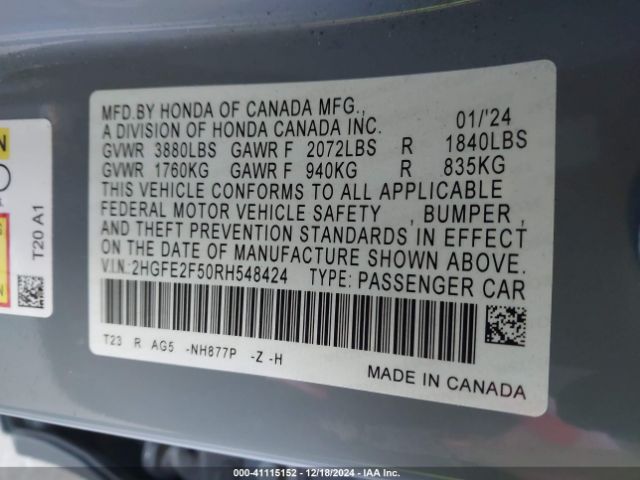 MFD.BY HONDA OF CANADA MFG.,
A DIVISION OF HONDA CANADA INC. 01/'24
GVWR 3880LBS GAWR F 2072LBS R 1840LBS
GVWR 1760KG GAWR F 940KG R 835KG
THIS VEHICLE CONFORMS TO ALL APPLICABLE
FEDERAL MOTOR VEHICLE SAFETY , BUMPER ,
AND THEFT PREVENTION STANDARDS IN EFFECT
ON THE DATE OF MANUFACTURE SHOWN ABOVE.
V.I.N.:2HGFE2F50RH548424 TYPE:PASSENGER CAR
T23 R AG5 -NH877P -Z -H
MADE IN CANADA
T20 A1
000-41115152 - 12/18/2024 - IAA Inc.